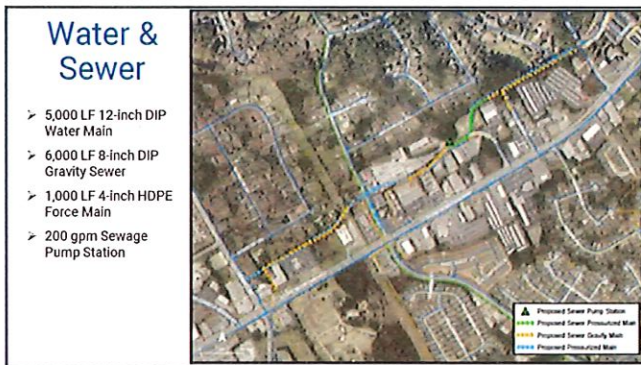 Water &
Sewer
➢ 5,000 LF 12-inch DIP
Water Main
➢ 6,000 LF 8-inch DIP
Gravity Sewer
➢ 1,000 LF 4-inch HDPE
Force Main
➢ 200 gpm Sewage
Pump Station
Proposed Sewer Pump Station
Proposed Sewer Pressurized Main
Proposed Sewer Gravity Main
Proposed Pressurized Main